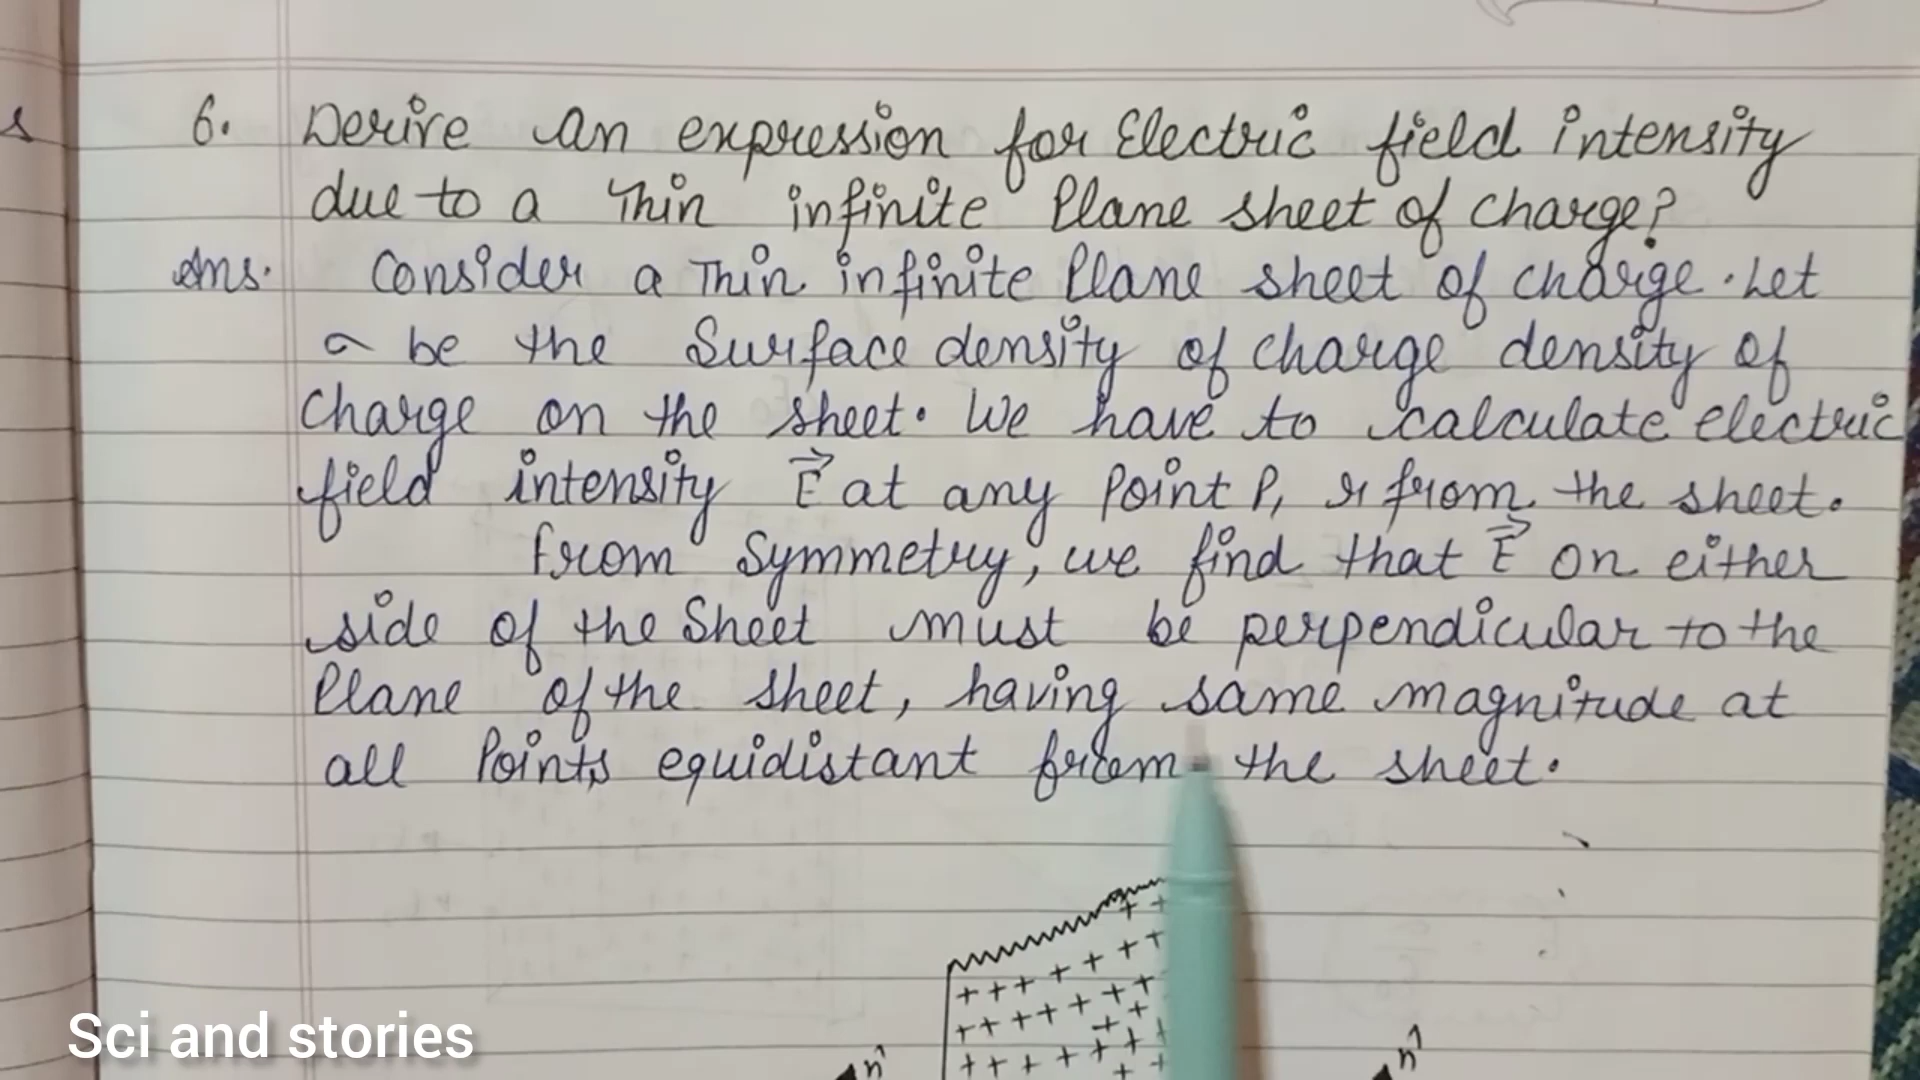 s
6. Derive an expression for Electric field intensity
due to a Thin infinite Plane sheet of charge?
Ans. Consider a Thin infinite Plane sheet of charge. Let
σ be the Surface density of charge density of
Charge on the sheet. We have to calculate electric
field intensity E⃗ at any Point P, r from the sheet.
From Symmetry, we find that E⃗ on either
side of the Sheet must be perpendicular to the
Plane of the sheet, having same magnitude at
all Points equidistant from the sheet.
+ +
+ + + + + + +
+ + + + + + +
+ +
+ + + + + + +
+
n^
n^
Sci and stories